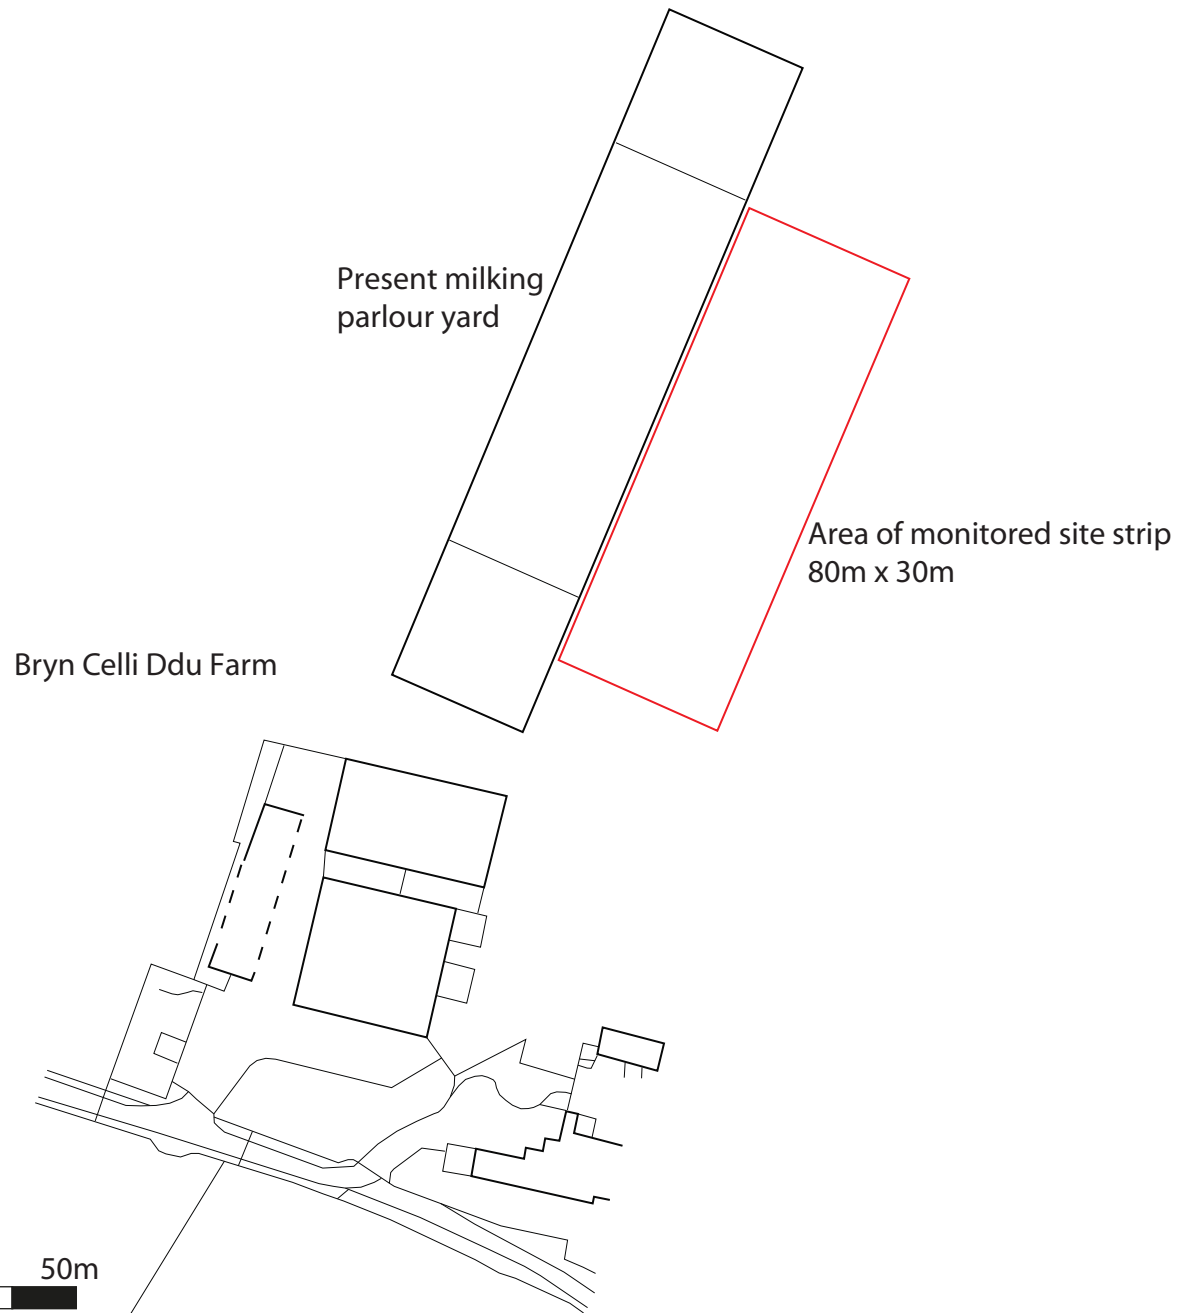 Present milking
parlour yard
Area of monitored site strip
80m x 30m
Bryn Celli Ddu Farm
50m